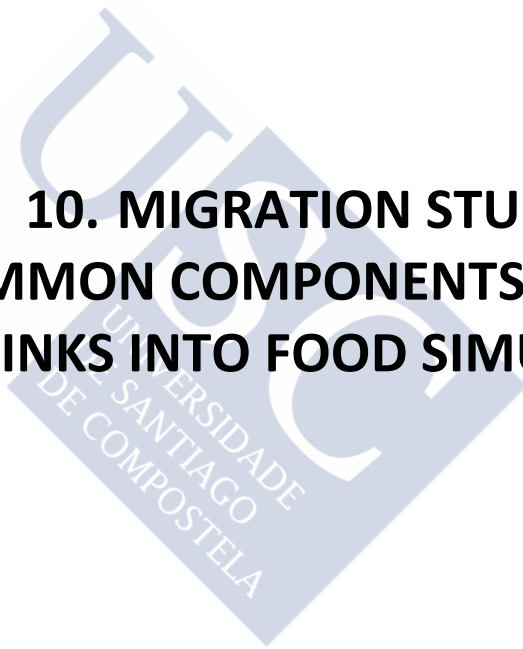 10. MIGRATION STU
MMON COMPONENTS
INKS INTO FOOD SIMU
USC
UNIVERSIDADE
DE SANTIAGO
DE COMPOSTELA